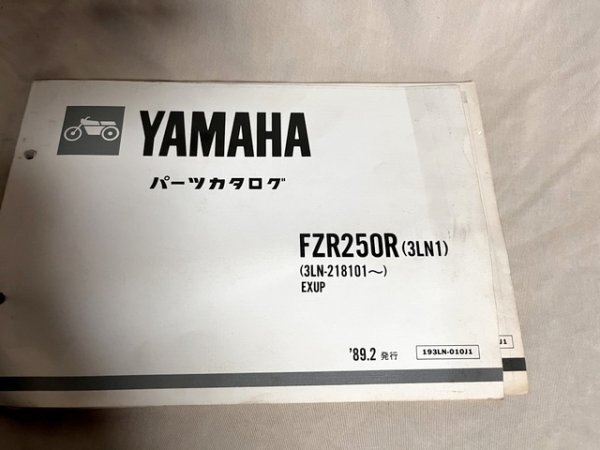 YAMAHA
パーツカタログ
FZR250R (3LN1)
(3LN-218101～)
EXUP
'89.2 発行
193LN-010J1
J1